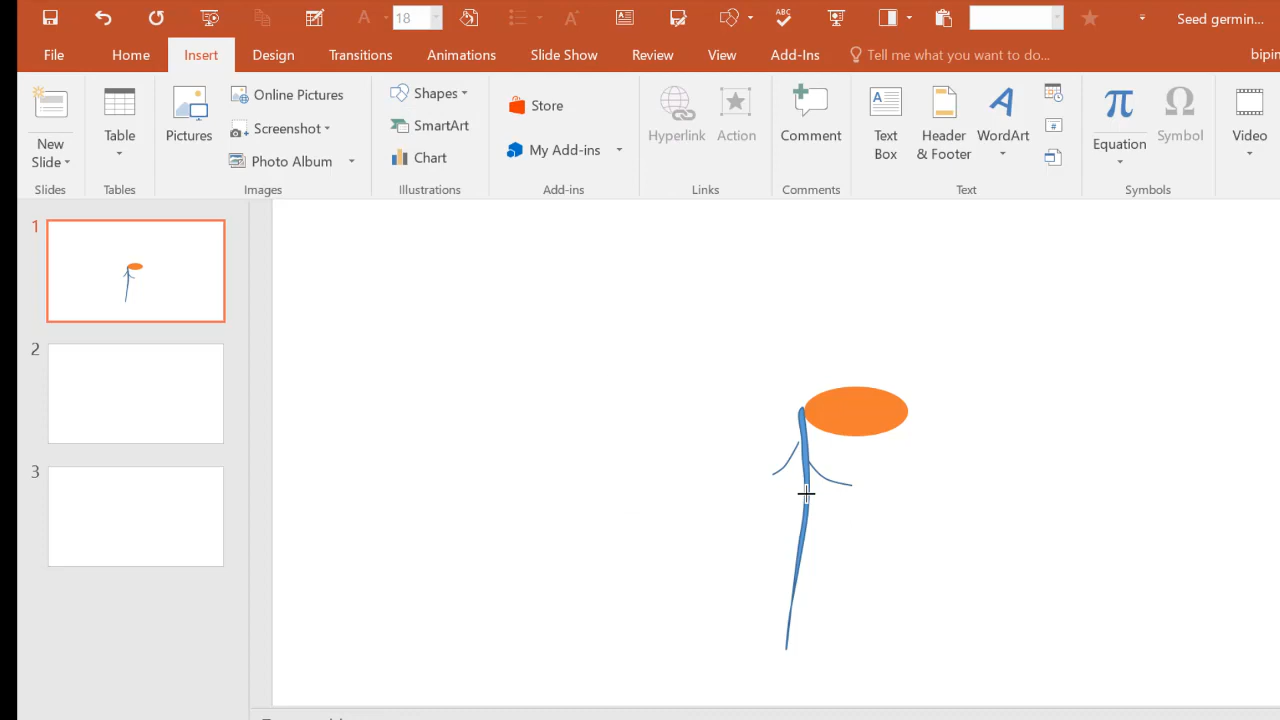 18
Seed germin...
File Home Insert Design Transitions Animations Slide Show Review View Add-Ins Tell me what you want to do...
New Slide
Table
Pictures
Online Pictures
Screenshot
Photo Album
Shapes
SmartArt
Chart
Store
My Add-ins
Hyperlink
Action
Comment
Text Box
Header & Footer
WordArt
Equation
Symbol
Video
Slides Tables Images Illustrations Add-ins Links Comments Text Symbols
1
2
3